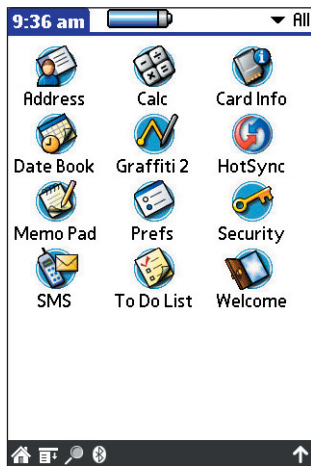 9:36 am All
Address Calc Card Info
Date Book Graffiti 2 HotSync
Memo Pad Prefs Security
SMS To Do List Welcome